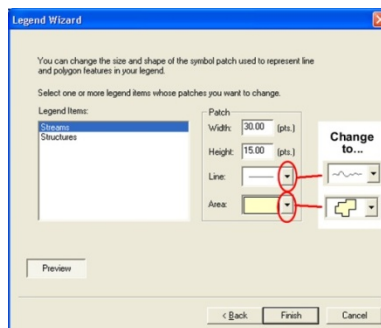 Legend Wizard
You can change the size and shape of the symbol patch used to represent line
and polygon features in your legend.
Select one or more legend items whose patches you want to change.
Legend Items:
Streams
Structures
Patch
Width: 30.00 (pts.)
Height: 15.00 (pts.)
Line:
Area:
Change
to...
Preview
< Back Finish Cancel